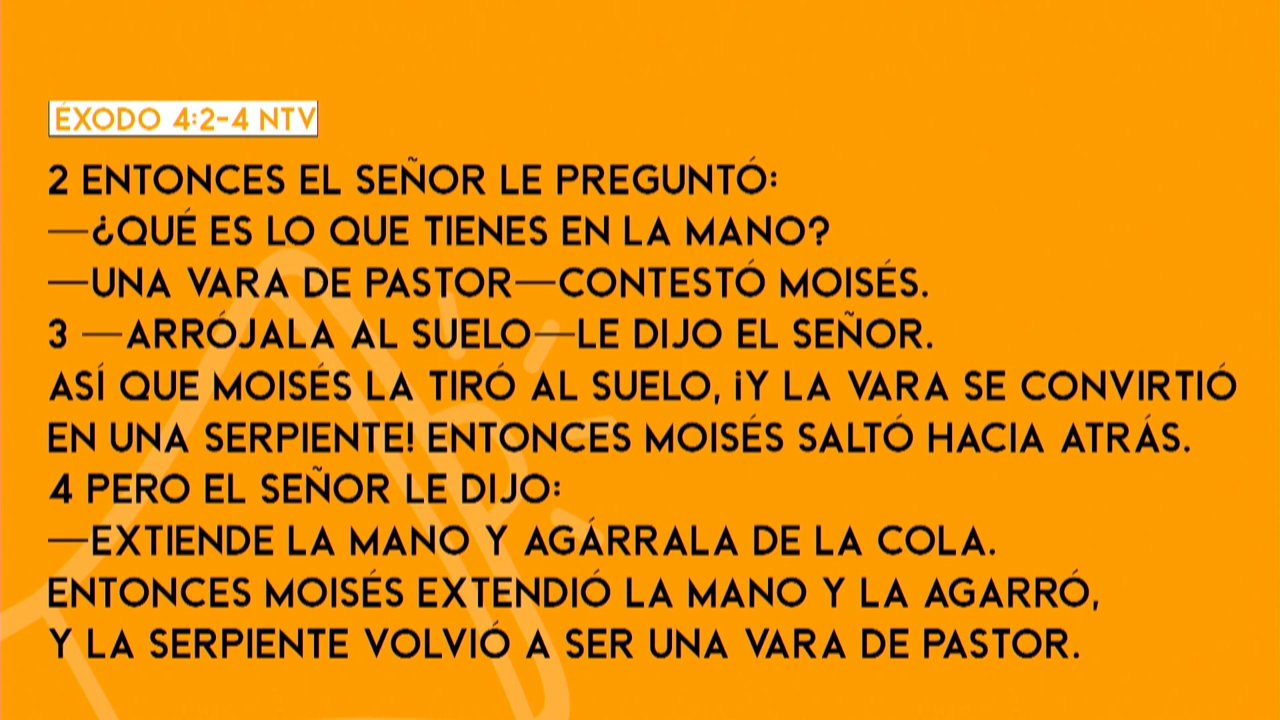 ÉXODO 4:2-4 NTV
2 ENTONCES EL SEÑOR LE PREGUNTÓ:
—¿QUÉ ES LO QUE TIENES EN LA MANO?
—UNA VARA DE PASTOR—CONTESTÓ MOISÉS.
3 —ARRÓJALA AL SUELO—LE DIJO EL SEÑOR.
ASÍ QUE MOISÉS LA TIRÓ AL SUELO, ¡Y LA VARA SE CONVIRTIÓ
EN UNA SERPIENTE! ENTONCES MOISÉS SALTÓ HACIA ATRÁS.
4 PERO EL SEÑOR LE DIJO:
—EXTIENDE LA MANO Y AGÁRRALA DE LA COLA.
ENTONCES MOISÉS EXTENDIÓ LA MANO Y LA AGARRÓ,
Y LA SERPIENTE VOLVIÓ A SER UNA VARA DE PASTOR.